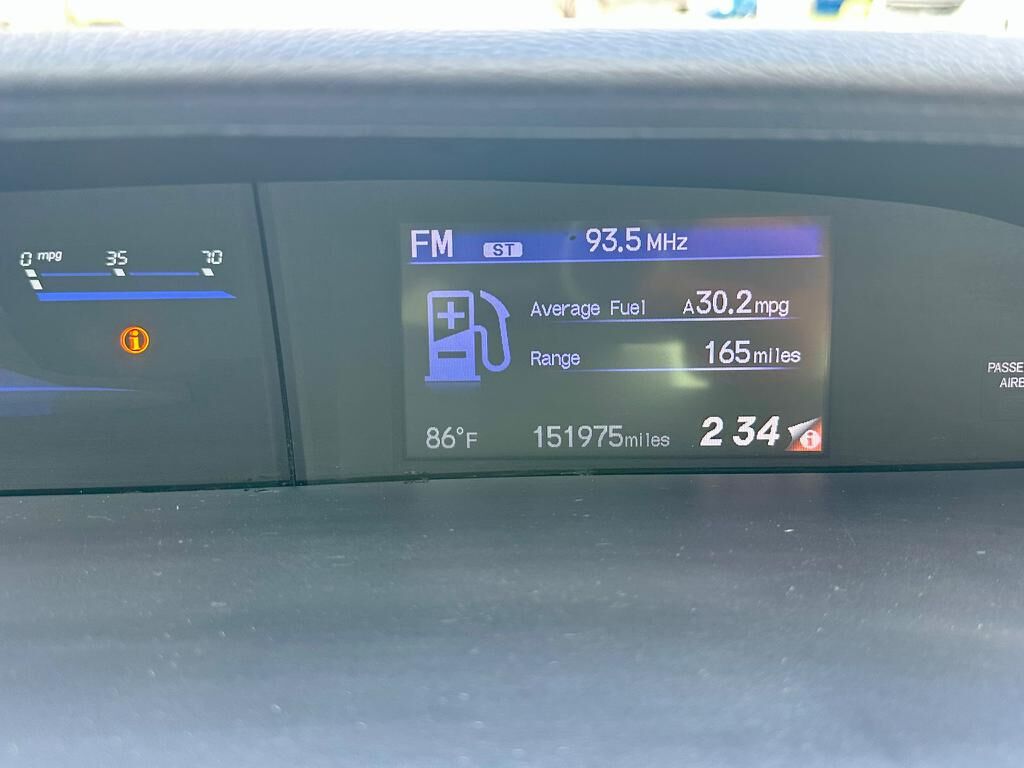 0 mpg 35 70
i
FM ST 93.5 MHz
Average Fuel A30.2mpg
Range 165miles
86°F 151975miles 2 34 i